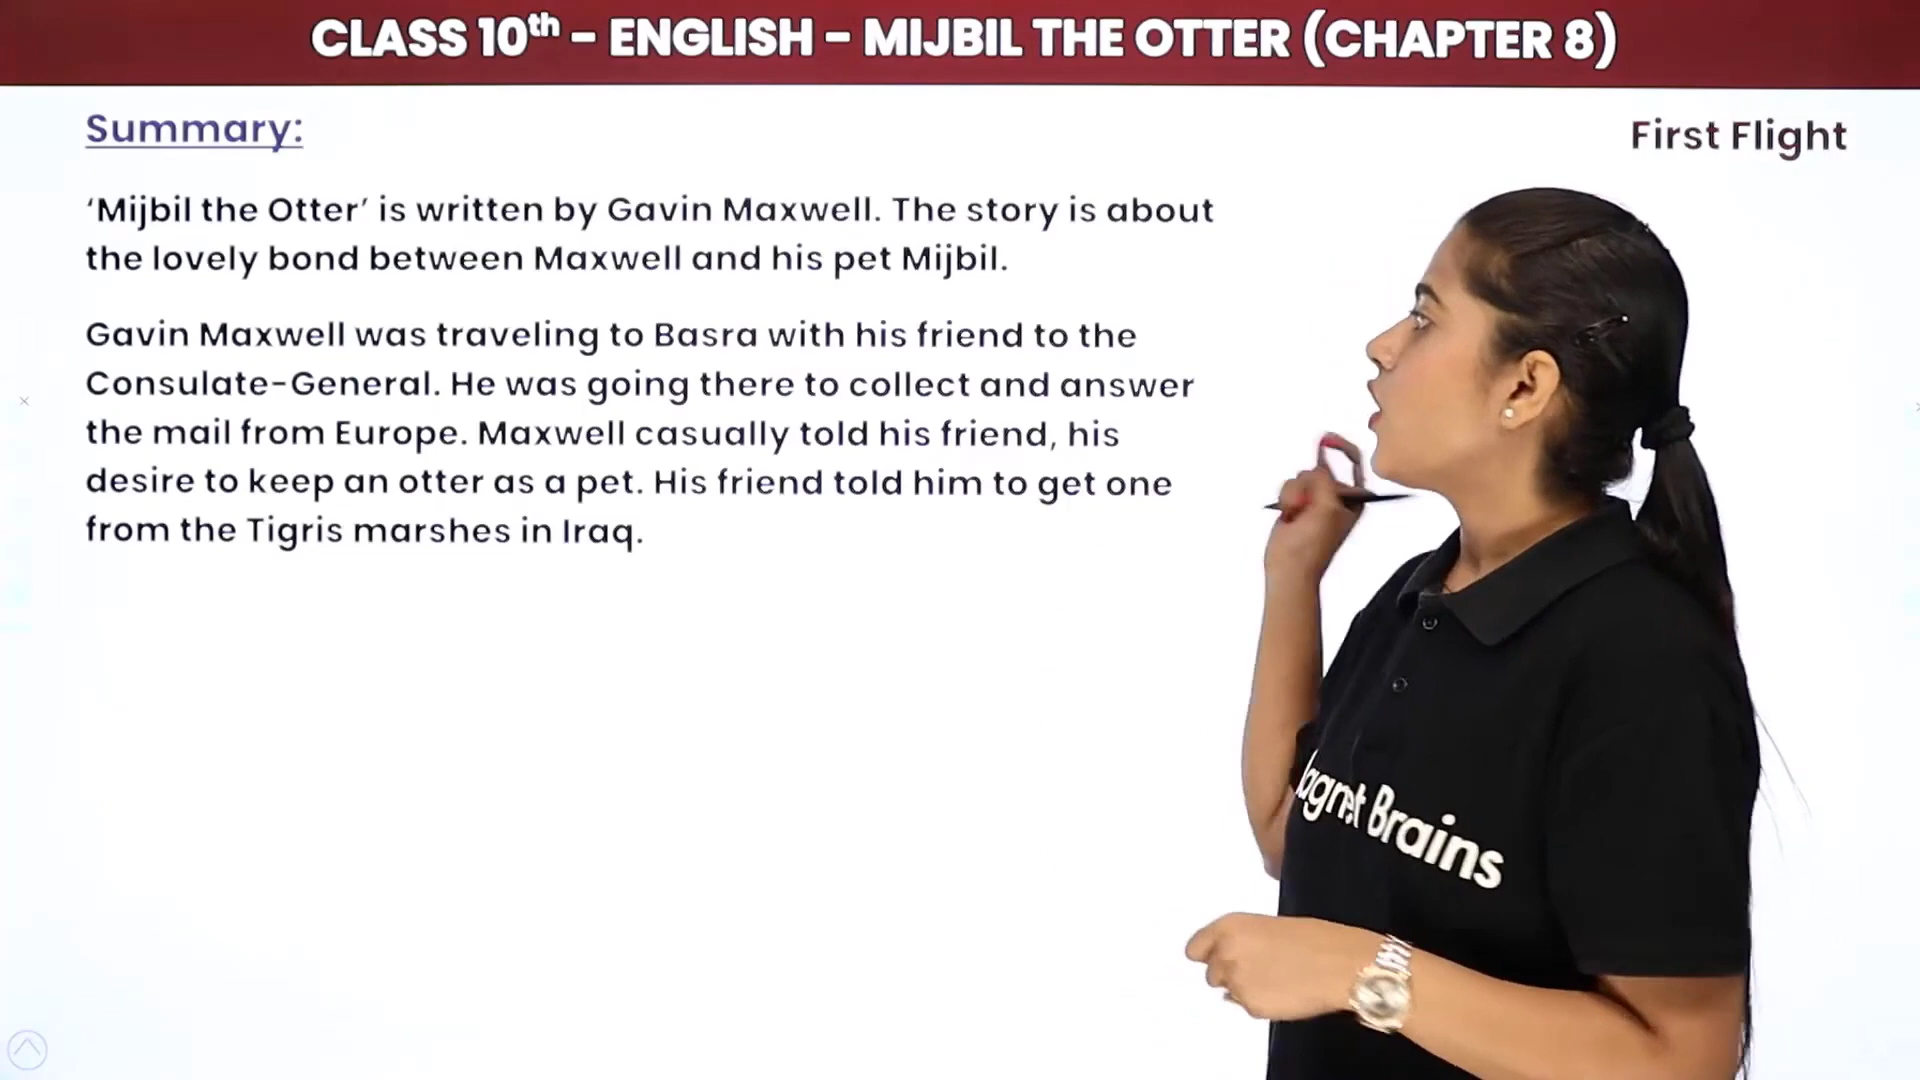 CLASS 10th - ENGLISH - MIJBIL THE OTTER (CHAPTER 8)
Summary:
First Flight
‘Mijbil the Otter’ is written by Gavin Maxwell. The story is about
the lovely bond between Maxwell and his pet Mijbil.
Gavin Maxwell was traveling to Basra with his friend to the
Consulate-General. He was going there to collect and answer
the mail from Europe. Maxwell casually told his friend, his
desire to keep an otter as a pet. His friend told him to get one
from the Tigris marshes in Iraq.
agnet Brains